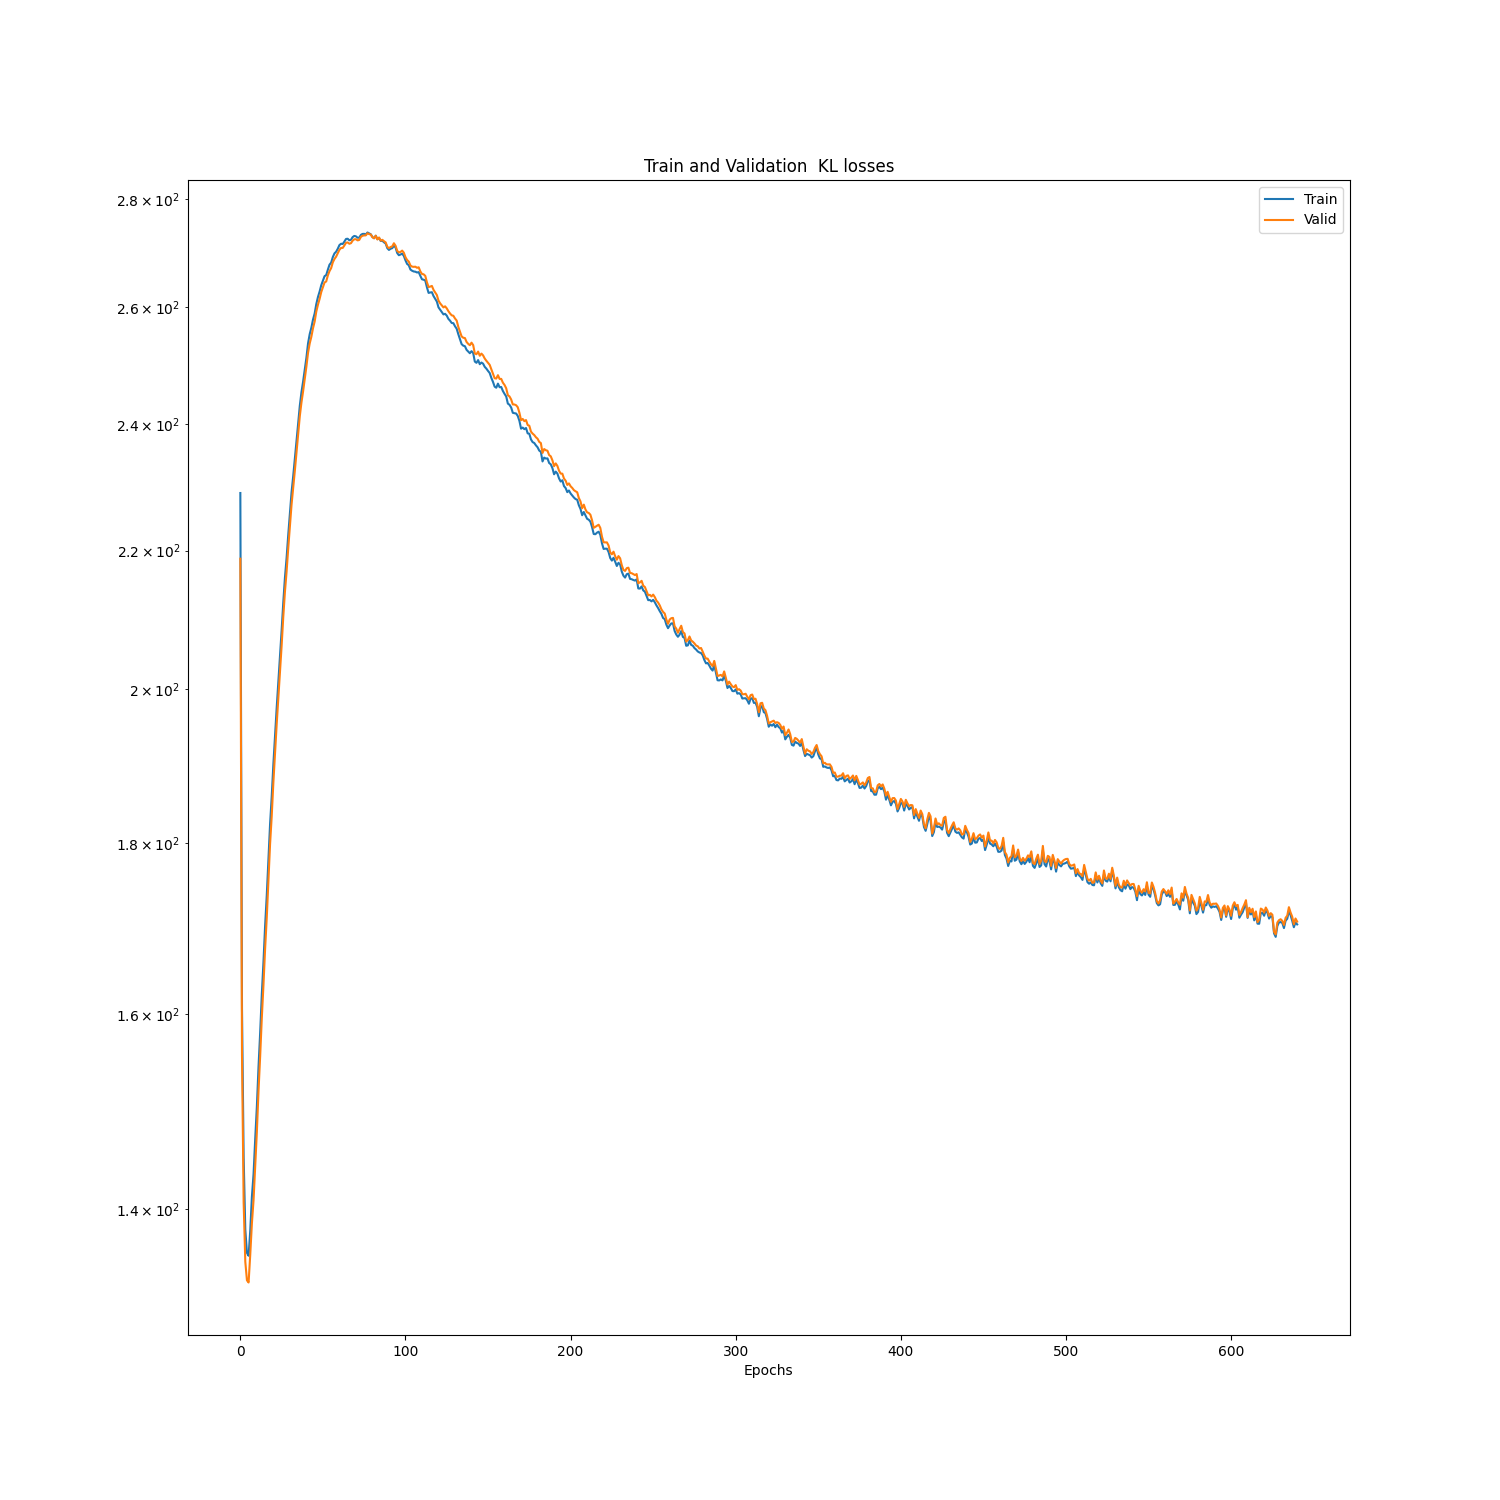 Train and Validation  KL losses
Train
Valid
2.8 × 10²
2.6 × 10²
2.4 × 10²
2.2 × 10²
2 × 10²
1.8 × 10²
1.6 × 10²
1.4 × 10²
0 100 200 300 400 500 600
Epochs